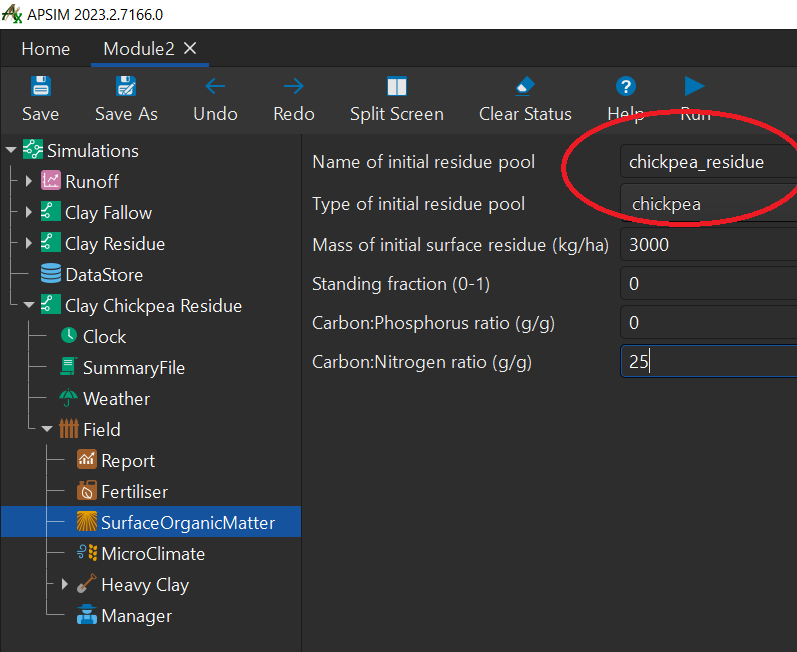 APSIM 2023.2.7166.0
Home Module2
Save Save As Undo Redo Split Screen Clear Status Help Run
Simulations
Runoff
Clay Fallow
Clay Residue
DataStore
Clay Chickpea Residue
Clock
SummaryFile
Weather
Field
Report
Fertiliser
SurfaceOrganicMatter
MicroClimate
Heavy Clay
Manager
Name of initial residue pool chickpea_residue
Type of initial residue pool chickpea
Mass of initial surface residue (kg/ha) 3000
Standing fraction (0-1) 0
Carbon:Phosphorus ratio (g/g) 0
Carbon:Nitrogen ratio (g/g) 25